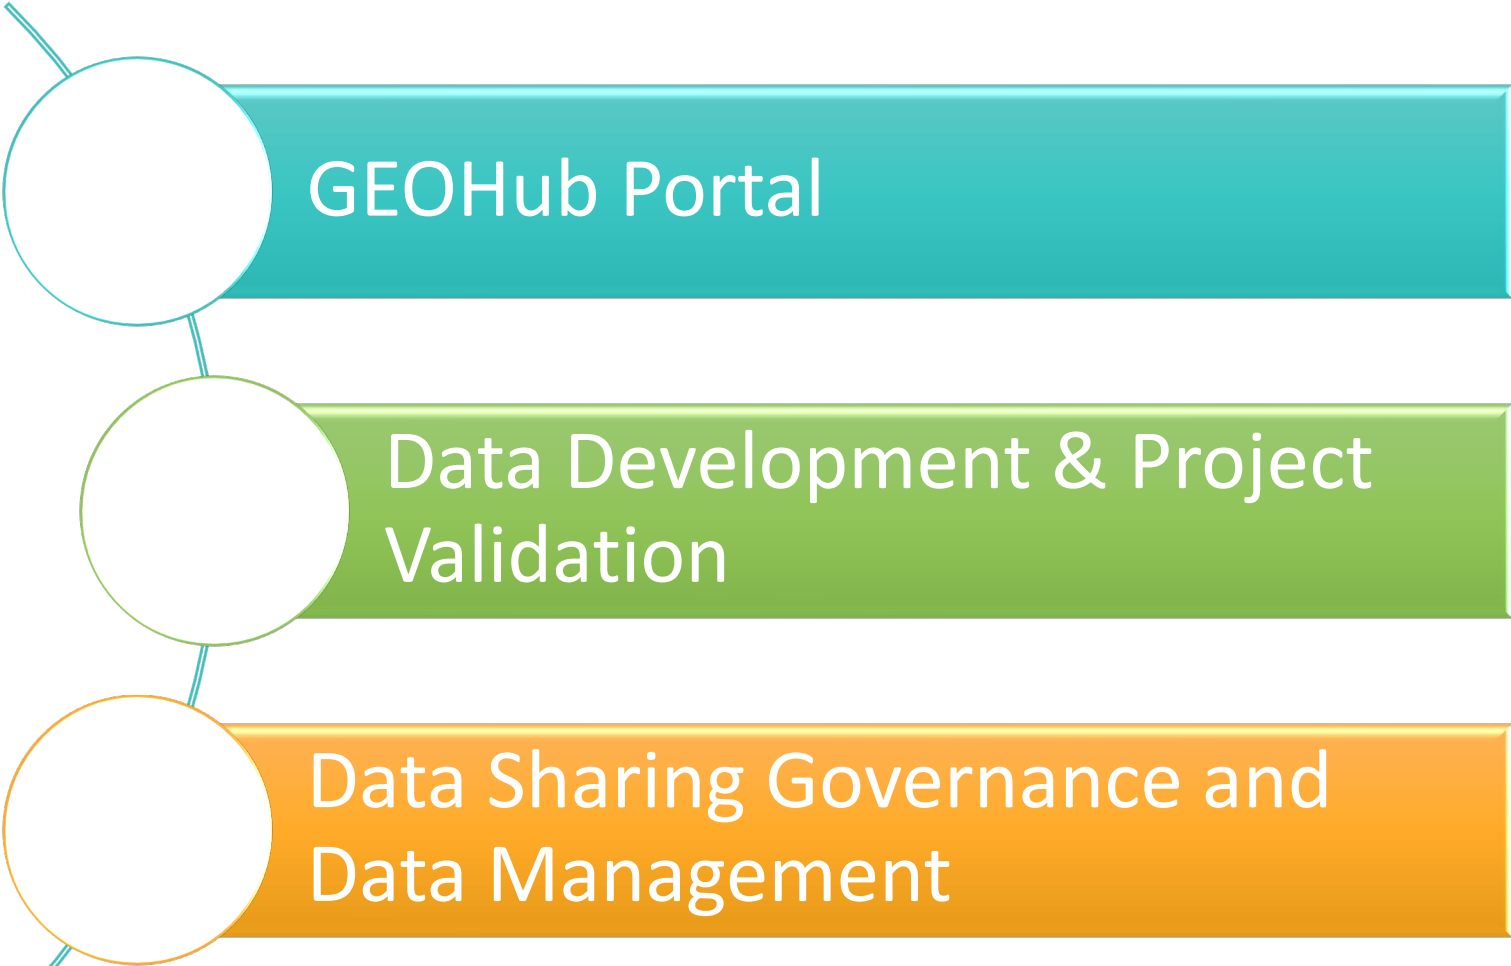 GEOHub Portal
Data Development & Project
Validation
Data Sharing Governance and
Data Management